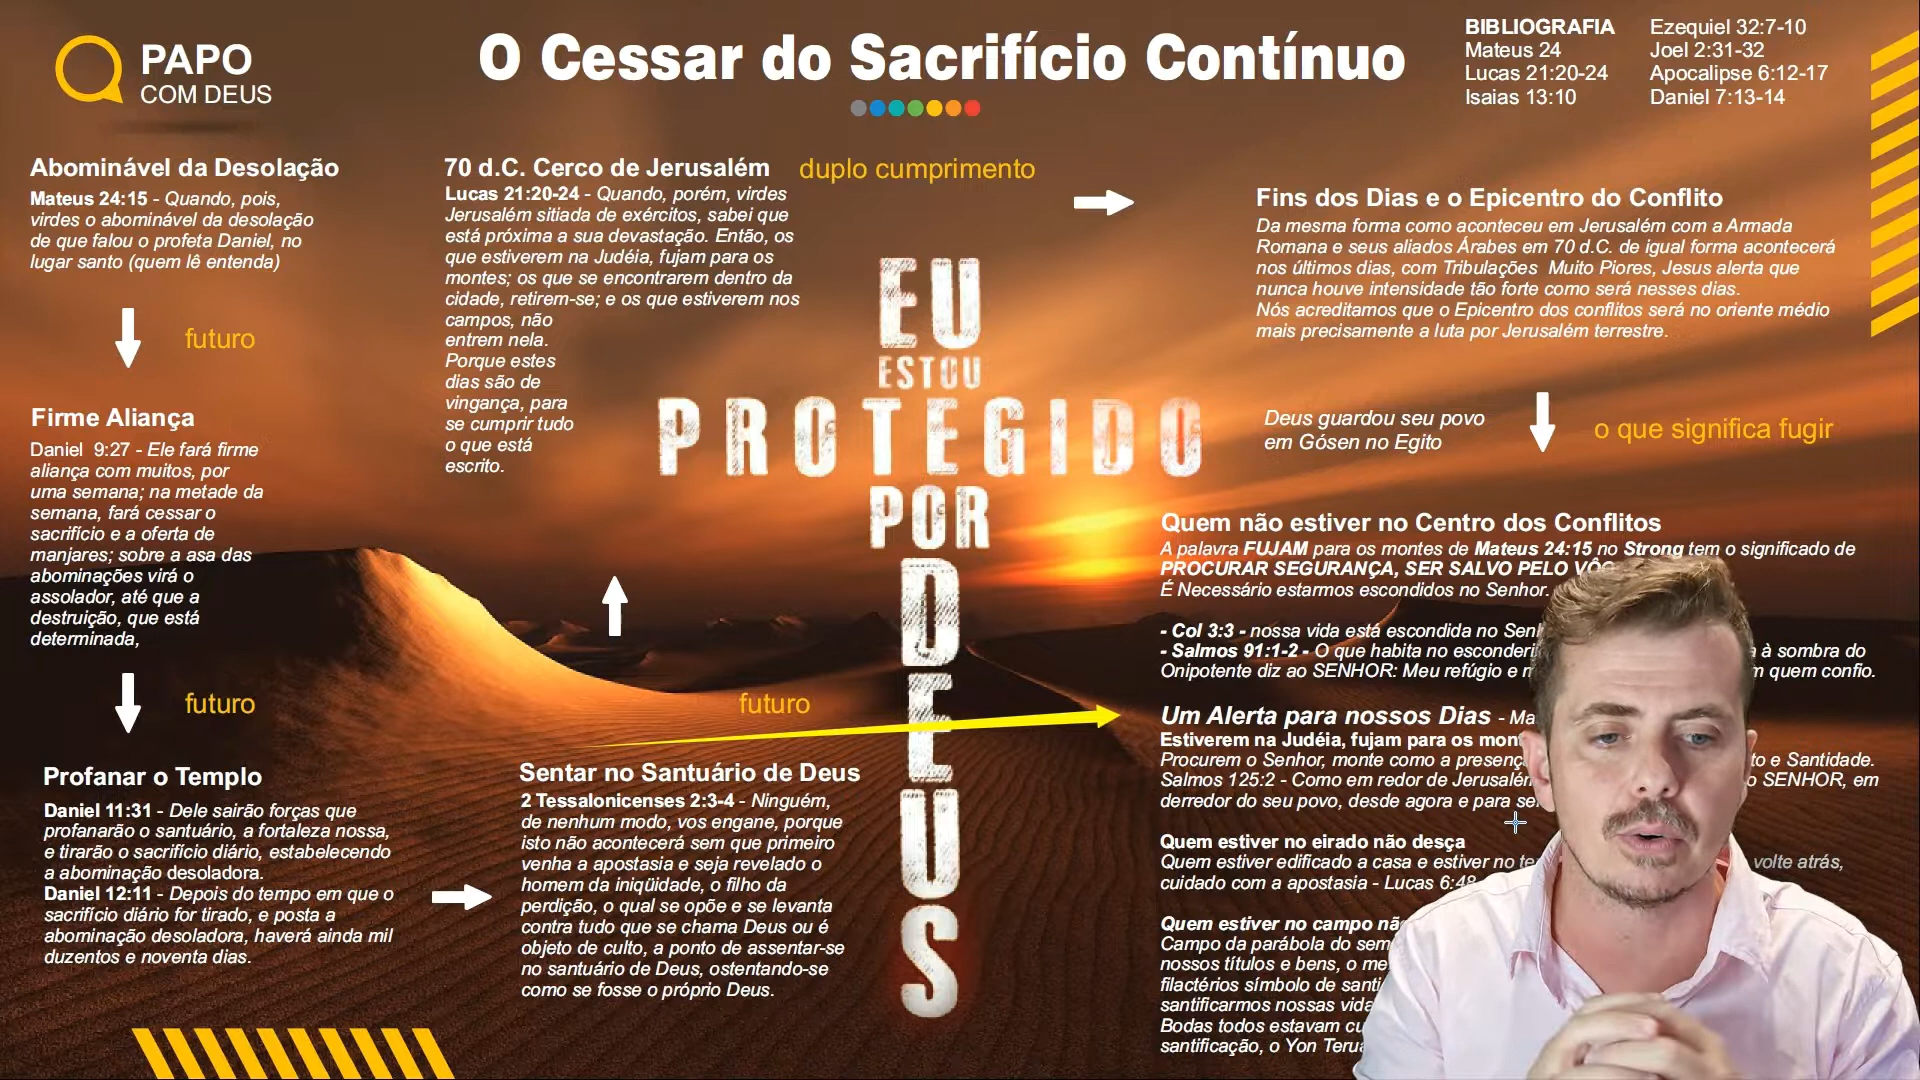 PAPO
COM DEUS
O Cessar do Sacrifício Contínuo
BIBLIOGRAFIA
Mateus 24
Lucas 21:20-24
Isaias 13:10
Ezequiel 32:7-10
Joel 2:31-32
Apocalipse 6:12-17
Daniel 7:13-14
Abominável da Desolação
Mateus 24:15 - Quando, pois,
virdes o abominável da desolação
de que falou o profeta Daniel, no
lugar santo (quem lê entenda)
futuro
Firme Aliança
Daniel 9:27 - Ele fará firme
aliança com muitos, por
uma semana; na metade da
semana, fará cessar o
sacrifício e a oferta de
manjares; sobre a asa das
abominações virá o
assolador, até que a
destruição, que está
determinada,
futuro
Profanar o Templo
Daniel 11:31 - Dele sairão forças que
profanarão o santuário, a fortaleza nossa,
e tirarão o sacrifício diário, estabelecendo
a abominação desoladora.
Daniel 12:11 - Depois do tempo em que o
sacrifício diário for tirado, e posta a
abominação desoladora, haverá ainda mil
duzentos e noventa dias.
70 d.C. Cerco de Jerusalém
duplo cumprimento
Lucas 21:20-24 - Quando, porém, virdes
Jerusalém sitiada de exércitos, sabei que
está próxima a sua devastação. Então, os
que estiverem na Judéia, fujam para os
montes; os que se encontrarem dentro da
cidade, retirem-se; e os que estiverem nos
campos, não
entrem nela.
Porque estes
dias são de
vingança, para
se cumprir tudo
o que está
escrito.
EU
ESTOU
PROTEGIDO
POR
DEUS
futuro
Sentar no Santuário de Deus
2 Tessalonicenses 2:3-4 - Ninguém,
de nenhum modo, vos engane, porque
isto não acontecerá sem que primeiro
venha a apostasia e seja revelado o
homem da iniqüidade, o filho da
perdição, o qual se opõe e se levanta
contra tudo que se chama Deus ou é
objeto de culto, a ponto de assentar-se
no santuário de Deus, ostentando-se
como se fosse o próprio Deus.
Fins dos Dias e o Epicentro do Conflito
Da mesma forma como aconteceu em Jerusalém com a Armada
Romana e seus aliados Árabes em 70 d.C. de igual forma acontecerá
nos últimos dias, com Tribulações Muito Piores, Jesus alerta que
nunca houve intensidade tão forte como será nesses dias.
Nós acreditamos que o Epicentro dos conflitos será no oriente médio
mais precisamente a luta por Jerusalém terrestre.
Deus guardou seu povo
em Gósen no Egito
o que significa fugir
Quem não estiver no Centro dos Conflitos
A palavra FUJAM para os montes de Mateus 24:15 no Strong tem o significado de
PROCURAR SEGURANÇA, SER SALVO PELO
É Necessário estarmos escondidos no Senhor.
- Col 3:3 - nossa vida está escondida no
- Salmos 91:1-2 - O que habita no à sombra do
Onipotente diz ao SENHOR: Meu refúgio e quem confio.
Um Alerta para nossos Dias -
Estiverem na Judéia, fujam para os
Procurem o Senhor, monte como a e Santidade.
Salmos 125:2 - Como em redor de o SENHOR, em
derredor do seu povo, desde agora e para
Quem estiver no eirado não desça
Quem estiver edificado a casa e estiver no volte atrás,
cuidado com a apostasia - Lucas 6:48
Quem estiver no campo
Campo da parábola do
nossos títulos e bens, o
filactérios símbolo de
santificarmos nossas
Bodas todos estavam
santificação, o Yon